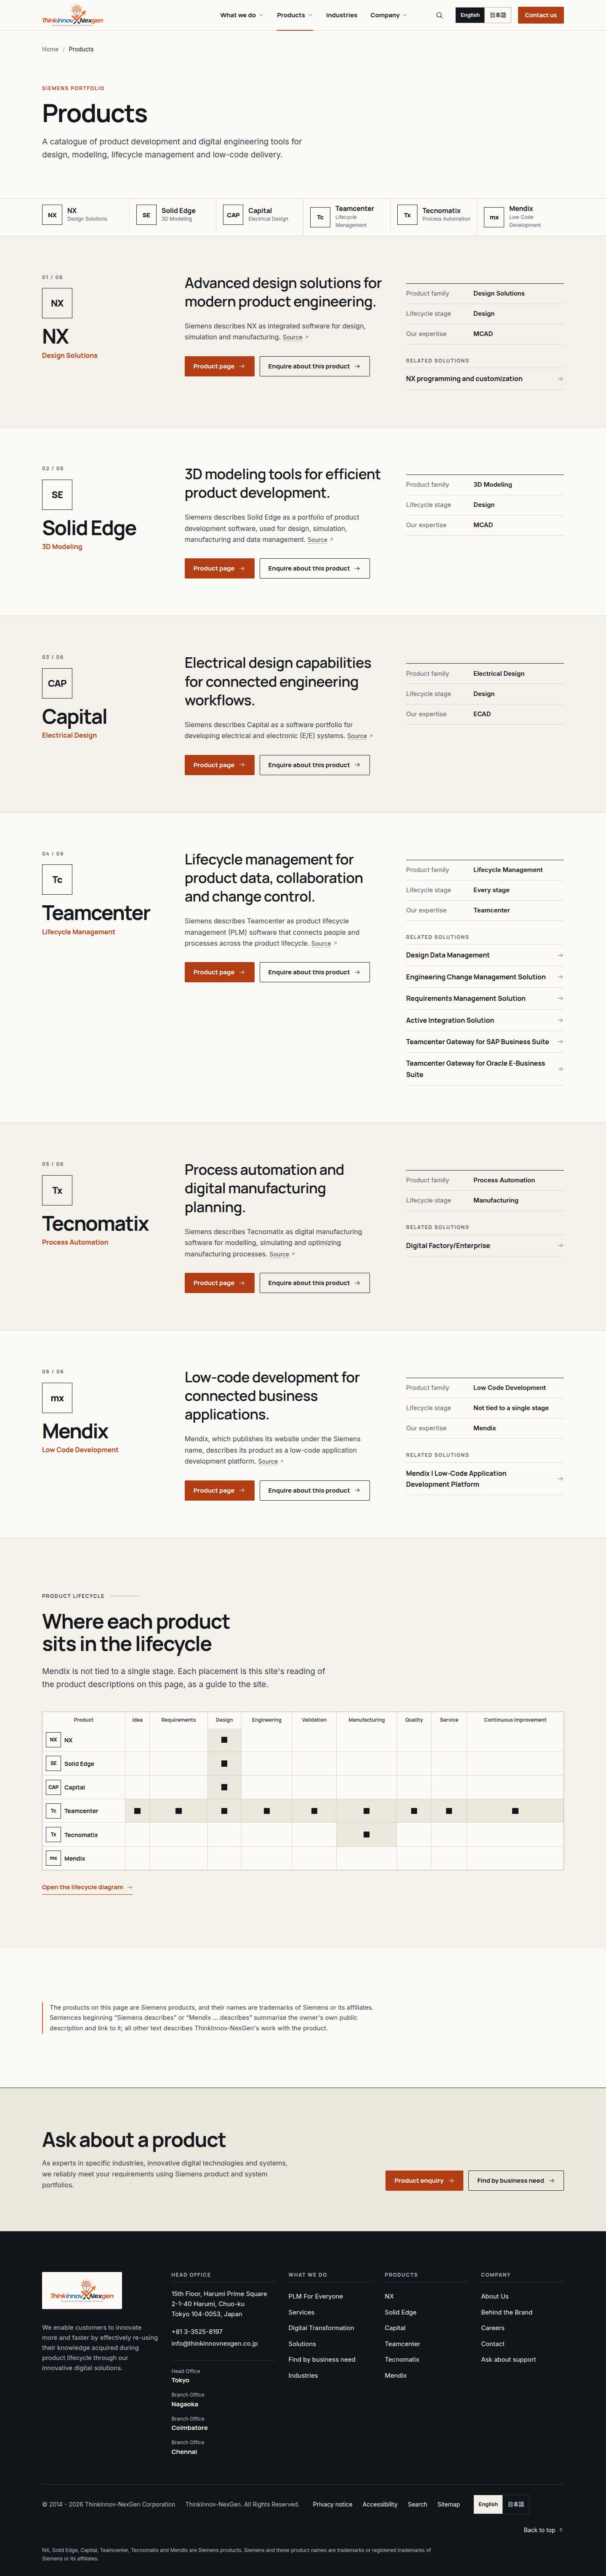 ThinkInnov Nexgen
What we do
Products
Industries
Company
English
日本語
Contact us
Home / Products
SIEMENS PORTFOLIO
Products
A catalogue of product development and digital engineering tools for
design, modeling, lifecycle management and low-code delivery.
NX
NX
Design Solutions
SE
Solid Edge
3D Modeling
CAP
Capital
Electrical Design
Tc
Teamcenter
Lifecycle
Management
Tx
Tecnomatix
Process Automation
mx
Mendix
Low Code
Development
01 / 06
NX
NX
Design Solutions
Advanced design solutions for
modern product engineering.
Siemens describes NX as integrated software for design,
simulation and manufacturing. Source ↗
Product page →
Enquire about this product →
Product family Design Solutions
Lifecycle stage Design
Our expertise MCAD
RELATED SOLUTIONS
NX programming and customization →
02 / 06
SE
Solid Edge
3D Modeling
3D modeling tools for efficient
product development.
Siemens describes Solid Edge as a portfolio of product
development software, used for design, simulation,
manufacturing and data management. Source ↗
Product page →
Enquire about this product →
Product family 3D Modeling
Lifecycle stage Design
Our expertise MCAD
03 / 06
CAP
Capital
Electrical Design
Electrical design capabilities
for connected engineering
workflows.
Siemens describes Capital as a software portfolio for
developing electrical and electronic (E/E) systems. Source ↗
Product page →
Enquire about this product →
Product family Electrical Design
Lifecycle stage Design
Our expertise ECAD
04 / 06
Tc
Teamcenter
Lifecycle Management
Lifecycle management for
product data, collaboration
and change control.
Siemens describes Teamcenter as product lifecycle
management (PLM) software that connects people and
processes across the product lifecycle. Source ↗
Product page →
Enquire about this product →
Product family Lifecycle Management
Lifecycle stage Every stage
Our expertise Teamcenter
RELATED SOLUTIONS
Design Data Management →
Engineering Change Management Solution →
Requirements Management Solution →
Active Integration Solution →
Teamcenter Gateway for SAP Business Suite →
Teamcenter Gateway for Oracle E-Business
Suite →
05 / 06
Tx
Tecnomatix
Process Automation
Process automation and
digital manufacturing
planning.
Siemens describes Tecnomatix as digital manufacturing
software for modelling, simulating and optimizing
manufacturing processes. Source ↗
Product page →
Enquire about this product →
Product family Process Automation
Lifecycle stage Manufacturing
RELATED SOLUTIONS
Digital Factory/Enterprise →
06 / 06
mx
Mendix
Low Code Development
Low-code development for
connected business
applications.
Mendix, which publishes its website under the Siemens
name, describes its product as a low-code application
development platform. Source ↗
Product page →
Enquire about this product →
Product family Low Code Development
Lifecycle stage Not tied to a single stage
Our expertise Mendix
RELATED SOLUTIONS
Mendix | Low-Code Application
Development Platform →
PRODUCT LIFECYCLE
Where each product
sits in the lifecycle
Mendix is not tied to a single stage. Each placement is this site's reading of
the product descriptions on this page, as a guide to the site.
Product Idea Requirements Design Engineering Validation Manufacturing Quality Service Continuous improvement
NX NX
SE Solid Edge
CAP Capital
Tc Teamcenter
Tx Tecnomatix
mx Mendix
Open the lifecycle diagram →
The products on this page are Siemens products, and their names are trademarks of Siemens or its affiliates.
Sentences beginning “Siemens describes” or “Mendix … describes” summarise the owner's own public
description and link to it; all other text describes ThinkInnov-NexGen's work with the product.
Ask about a product
As experts in specific industries, innovative digital technologies and systems,
we reliably meet your requirements using Siemens product and system
portfolios.
Product enquiry →
Find by business need →
ThinkInnov Nexgen
We enable customers to innovate
more and faster by effectively re-using
their knowledge acquired during
product lifecycle through our
innovative digital solutions.
HEAD OFFICE
15th Floor, Harumi Prime Square
2-1-40 Harumi, Chuo-ku
Tokyo 104-0053, Japan
+81 3-3525-8197
info@thinkinnovnexgen.co.jp
Head Office
Tokyo
Branch Office
Nagaoka
Branch Office
Coimbatore
Branch Office
Chennai
WHAT WE DO
PLM For Everyone
Services
Digital Transformation
Solutions
Find by business need
Industries
PRODUCTS
NX
Solid Edge
Capital
Teamcenter
Tecnomatix
Mendix
COMPANY
About Us
Behind the Brand
Careers
Contact
Ask about support
© 2014 - 2026 ThinkInnov-NexGen Corporation
ThinkInnov-NexGen. All Rights Reserved.
Privacy notice
Accessibility
Search
Sitemap
English
日本語
Back to top ↑
NX, Solid Edge, Capital, Teamcenter, Tecnomatix and Mendix are Siemens products. Siemens and these product names are trademarks or registered trademarks of
Siemens or its affiliates.